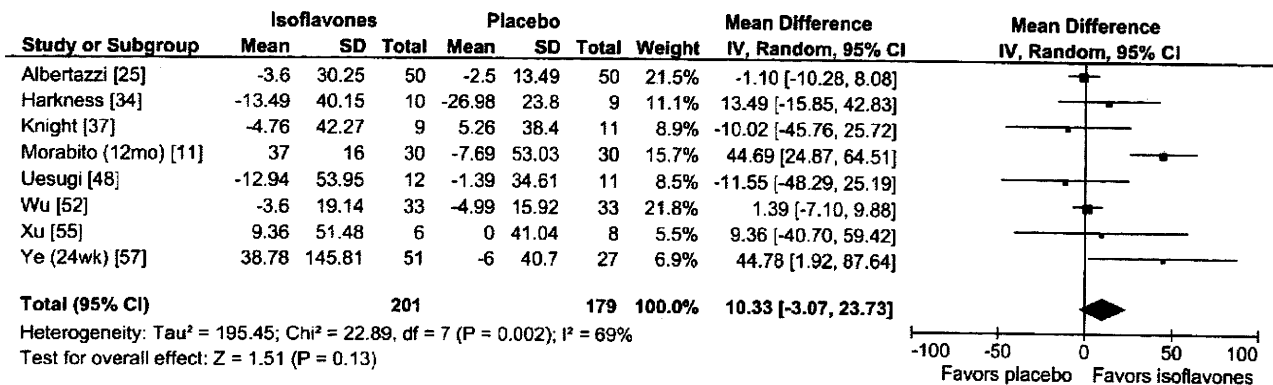 Isoflavones Placebo Mean Difference Mean Difference
Study or Subgroup Mean SD Total Mean SD Total Weight IV, Random, 95% CI IV, Random, 95% CI
Albertazzi [25] -3.6 30.25 50 -2.5 13.49 50 21.5% -1.10 [-10.28, 8.08]
Harkness [34] -13.49 40.15 10 -26.98 23.8 9 11.1% 13.49 [-15.85, 42.83]
Knight [37] -4.76 42.27 9 5.26 38.4 11 8.9% -10.02 [-45.76, 25.72]
Morabito (12mo) [11] 37 16 30 -7.69 53.03 30 15.7% 44.69 [24.87, 64.51]
Uesugi [48] -12.94 53.95 12 -1.39 34.61 11 8.5% -11.55 [-48.29, 25.19]
Wu [52] -3.6 19.14 33 -4.99 15.92 33 21.8% 1.39 [-7.10, 9.88]
Xu [55] 9.36 51.48 6 0 41.04 8 5.5% 9.36 [-40.70, 59.42]
Ye (24wk) [57] 38.78 145.81 51 -6 40.7 27 6.9% 44.78 [1.92, 87.64]
Total (95% CI) 201 179 100.0% 10.33 [-3.07, 23.73]
Heterogeneity: Tau² = 195.45; Chi² = 22.89, df = 7 (P = 0.002); I² = 69%
Test for overall effect: Z = 1.51 (P = 0.13)
-100 -50 0 50 100
Favors placebo Favors isoflavones